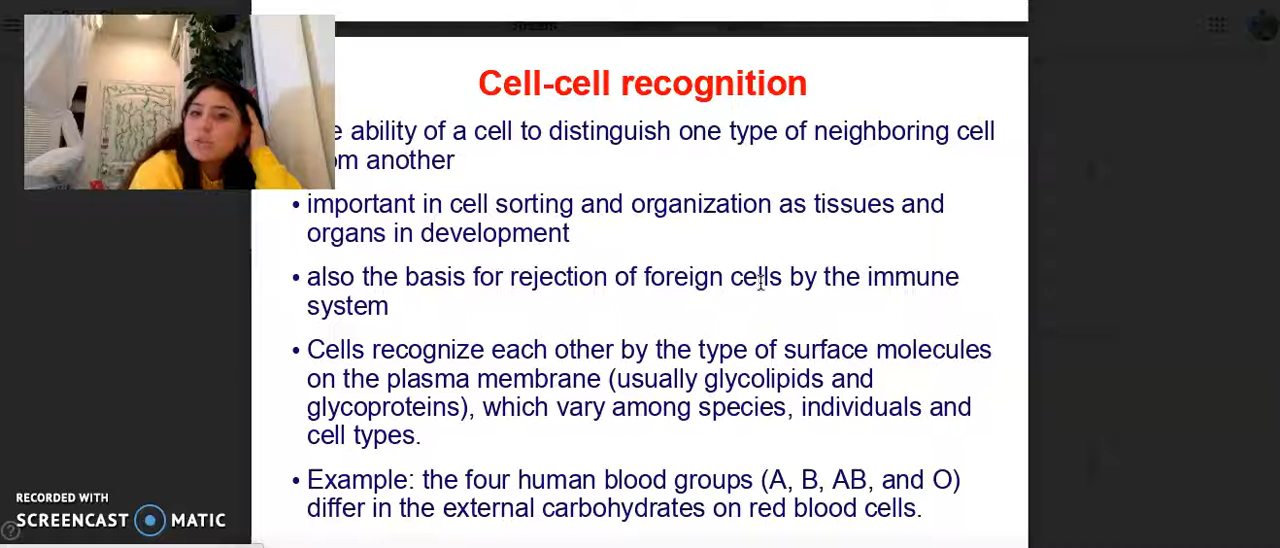 Cell-cell recognition
ability of a cell to distinguish one type of neighboring cell
another
• important in cell sorting and organization as tissues and
organs in development
• also the basis for rejection of foreign cells by the immune
system
• Cells recognize each other by the type of surface molecules
on the plasma membrane (usually glycolipids and
glycoproteins), which vary among species, individuals and
cell types.
• Example: the four human blood groups (A, B, AB, and O)
differ in the external carbohydrates on red blood cells.
RECORDED WITH
SCREENCAST MATIC